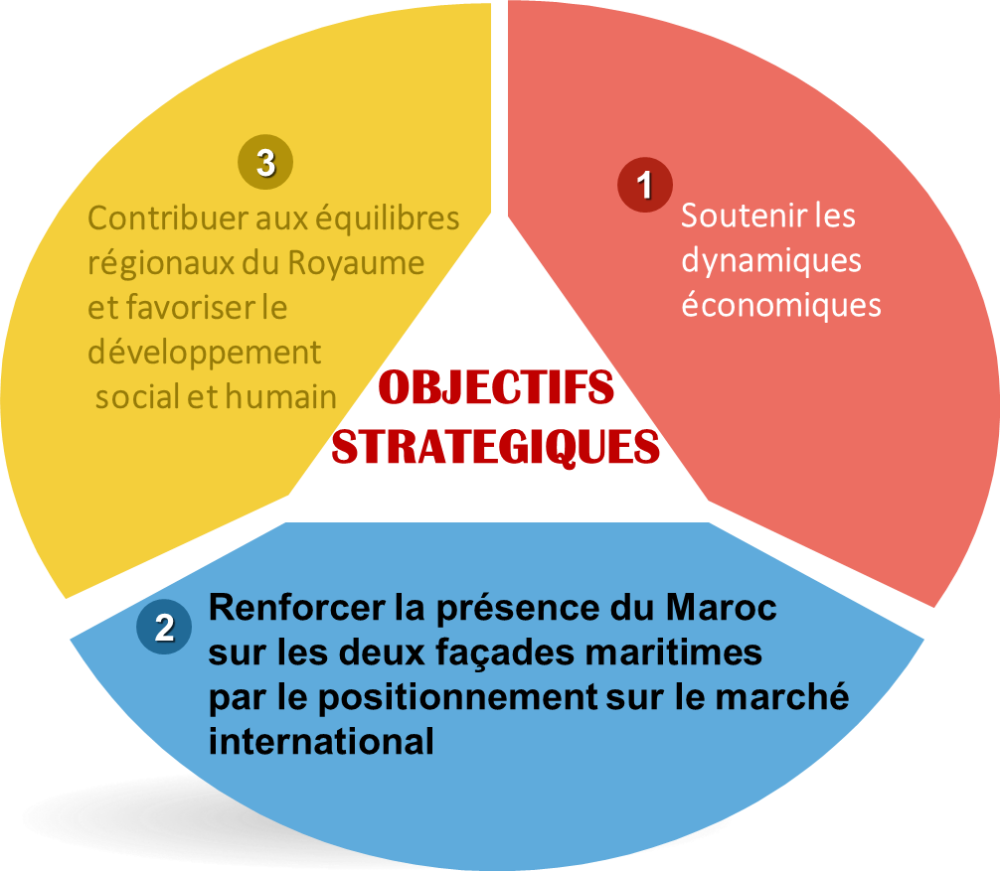 OBJECTIFS
STRATEGIQUES
1
Soutenir les
dynamiques
économiques
2
Renforcer la présence du Maroc
sur les deux façades maritimes
par le positionnement sur le marché
international
3
Contribuer aux équilibres
régionaux du Royaume
et favoriser le
développement
social et humain